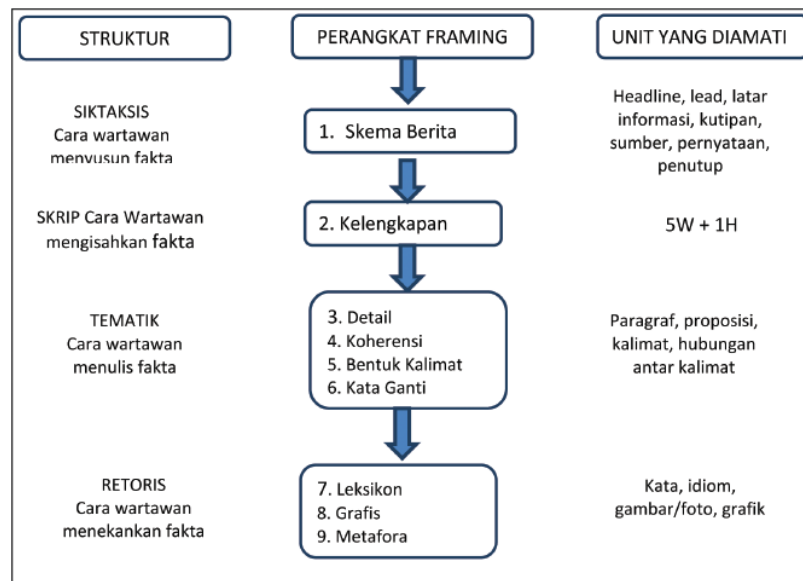 STRUKTUR
PERANGKAT FRAMING
UNIT YANG DIAMATI
SIKTAKSIS
Cara wartawan
menyusun fakta
1. Skema Berita
Headline, lead, latar
informasi, kutipan,
sumber, pernyataan,
penutup
SKRIP Cara Wartawan
mengisahkan fakta
2. Kelengkapan
5W + 1H
TEMATIK
Cara wartawan
menulis fakta
3. Detail
4. Koherensi
5. Bentuk Kalimat
6. Kata Ganti
Paragraf, proposisi,
kalimat, hubungan
antar kalimat
RETORIS
Cara wartawan
menekankan fakta
7. Leksikon
8. Grafis
9. Metafora
Kata, idiom,
gambar/foto, grafik